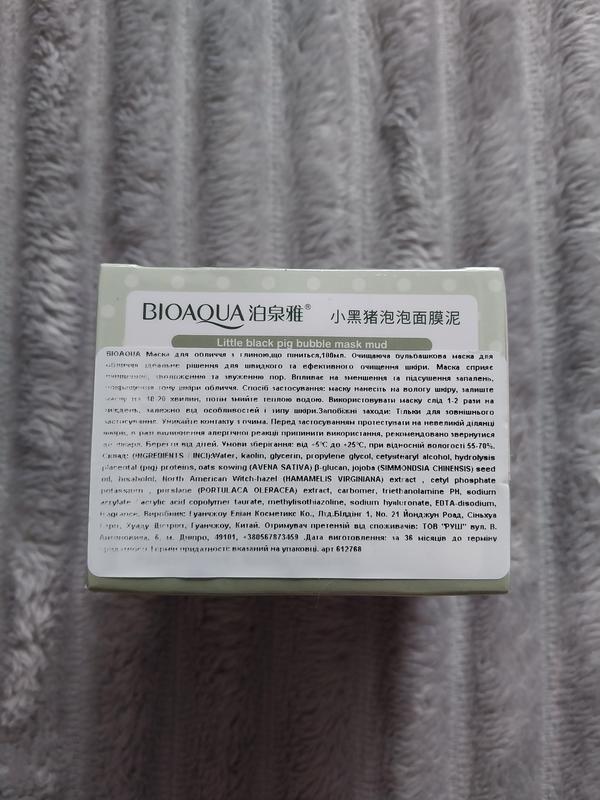 BIOAQUA 泊泉雅® 小黑猪泡泡面膜泥
Little black pig bubble mask mud
BIOAQUA Маска для обличчя з глиною,що піниться,100мл. Очищаюча бульбашкова маска для
обличчя ідеальне рішення для швидкого та ефективного очищення шкіри. Маска сприяє
очищенню, зволоженню та звуженню пор. Впливає на зменшення та підсушення запалень,
покращення тону шкіри обличчя. Спосіб застосування: маску нанесіть на вологу шкіру, залиште
маску на 10-20 хвилин, потім змийте теплою водою. Використовувати маску слід 1-2 рази на
тиждень, залежно від особливостей і типу шкіри.Запобіжні заходи: Тільки для зовнішнього
застосування. Уникайте контакту з очима. Перед застосуванням протестувати на невеликій ділянці
шкіри, в разі виникнення алергічної реакції припинити використання, рекомендовано звернутися
до лікаря. Берегти від дітей. Умови зберігання: від +5°C до +25°C, при відносній вологості 55-70%.
Склад: (INGREDIENTS / INCI):Water, kaolin, glycerin, propylene glycol, cetystearyl alcohol, hydrolysis
placental (pig) proteins, oats sowing (AVENA SATIVA) β-glucan, jojoba (SIMMONDSIA CHINENSIS) seed
oil, bisabolol, North American Witch-hazel (HAMAMELIS VIRGINIANA) extract , cetyl phosphate
potassium , purslane (PORTULACA OLERACEA) extract, carbomer, triethanolamine PH, sodium
acrylate / acrylic acid copolymer taurate, methylisothiazoline, sodium hyaluronate, EDTA-disodium,
fragrance. Виробник: Гуанчжоу Еліан Косметикс Ко., Лтд.Білдінг 1, No. 21 Йонджун Роад, Сіньхуа
Стріт, Хуаду Дістрікт, Гуанчжоу, Китай. Отримувач претензій від споживачів: ТОВ "РУШ" вул. В.
Антоновича, 6, м. Дніпро, 49101, +380567873459 .Дата виготовлення: за 36 місяців до терміну
придатності Термін придатності: вказаний на упаковці. арт 612768